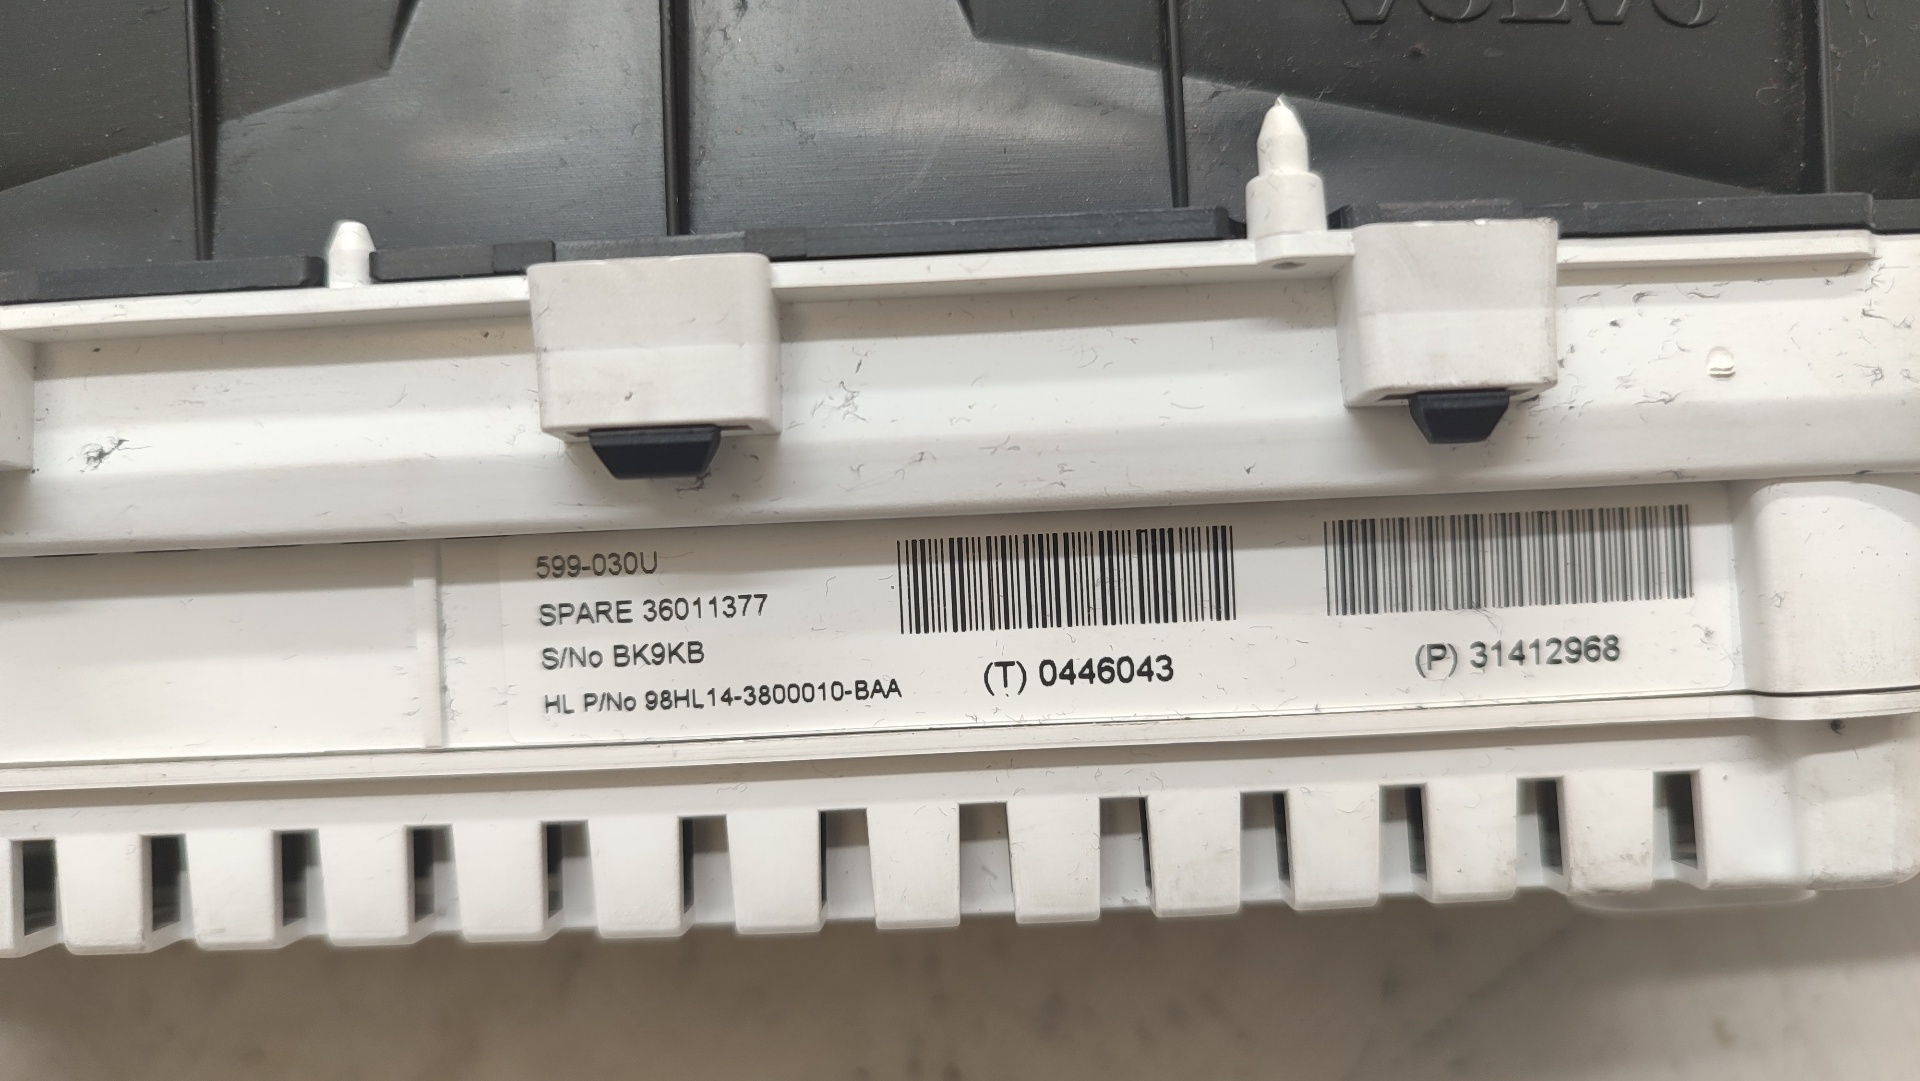 VOLVO
599-030U
SPARE 36011377
S/No BK9KB
HL P/No 98HL14-3800010-BAA
(T) 0446043
(P) 31412968